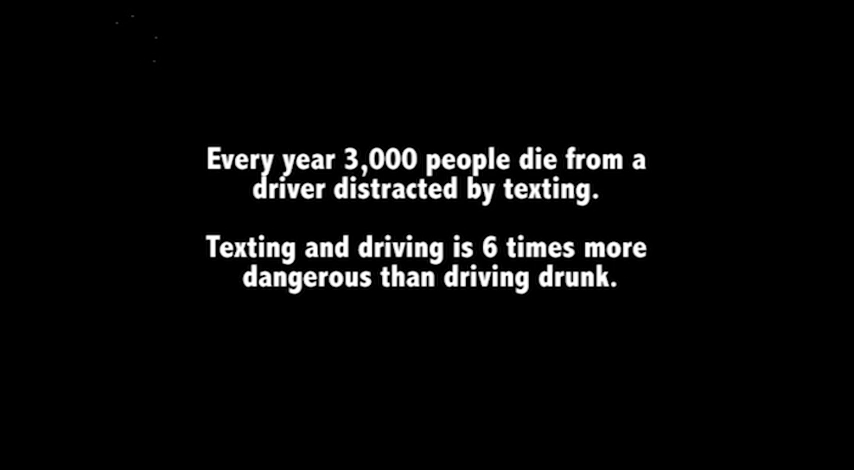 Every year 3,000 people die from a
driver distracted by texting.
Texting and driving is 6 times more
dangerous than driving drunk.